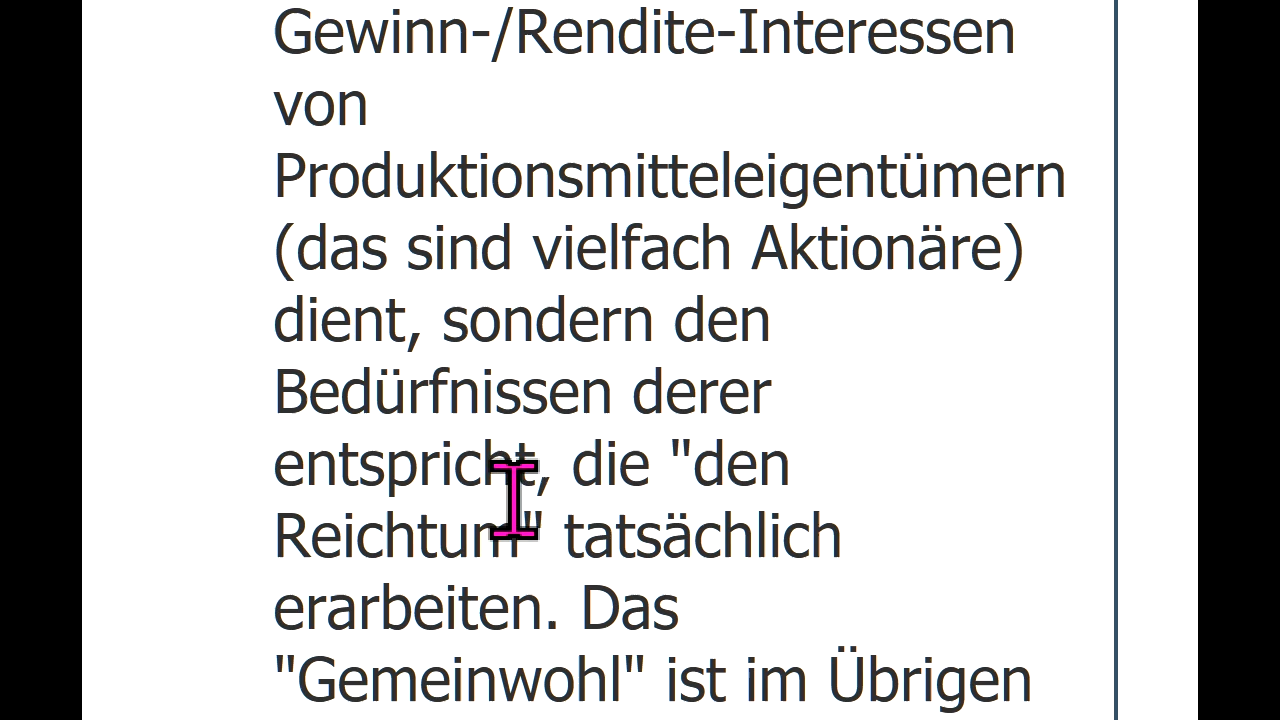 Gewinn-/Rendite-Interessen
von
Produktionsmitteleigentümern
(das sind vielfach Aktionäre)
dient, sondern den
Bedürfnissen derer
entspricht, die "den
Reichtum" tatsächlich
erarbeiten. Das
"Gemeinwohl" ist im Übrigen